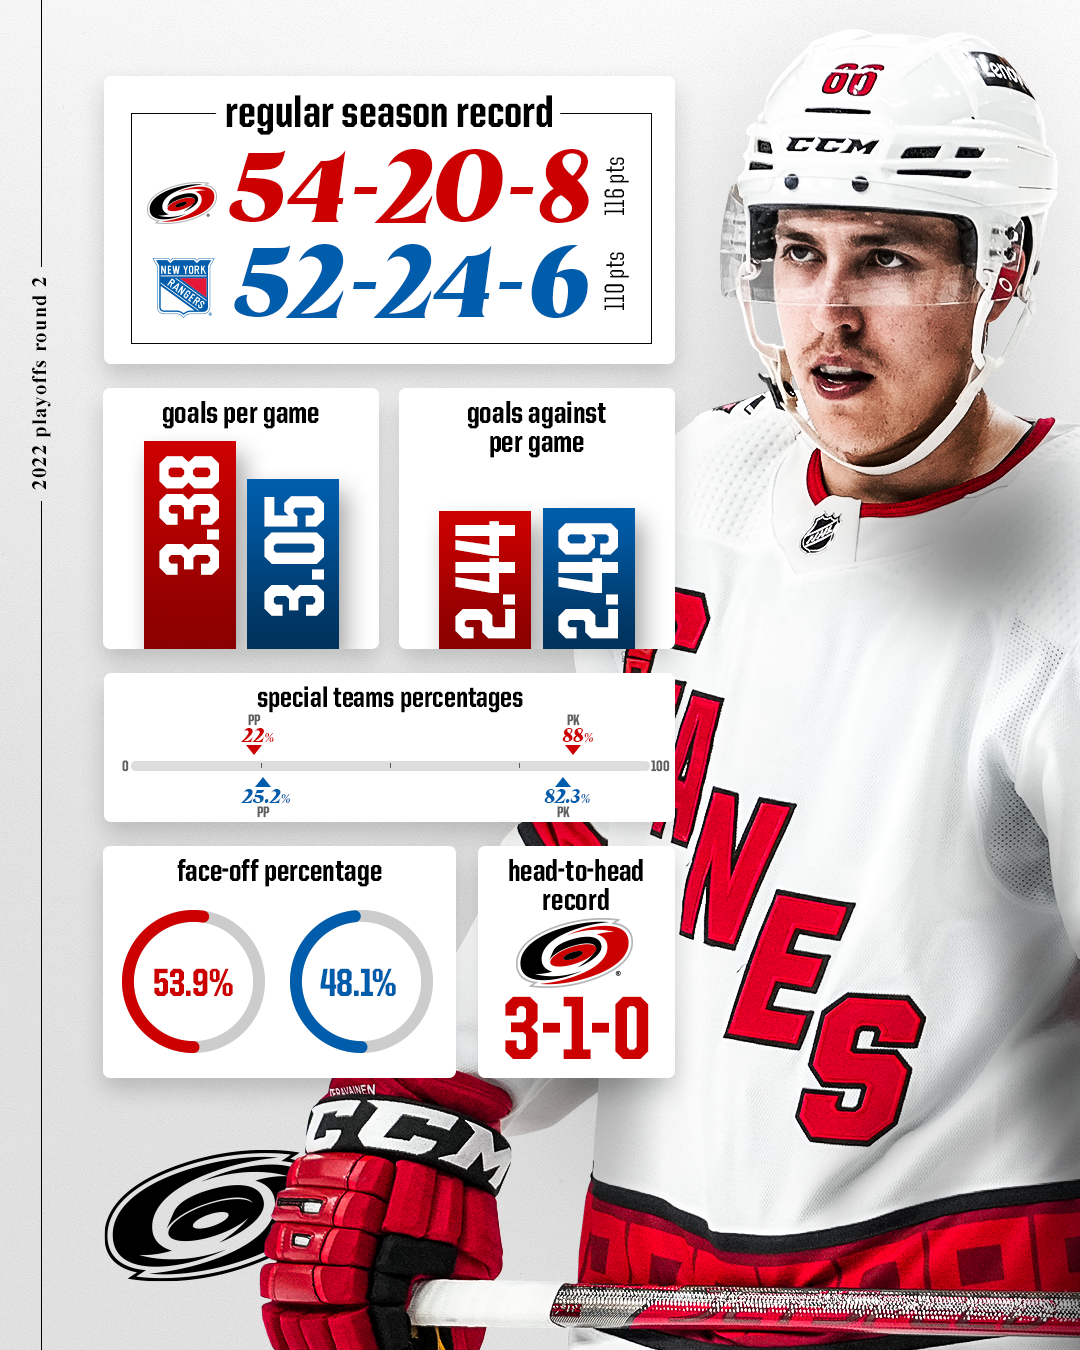 2022 playoffs round 2
regular season record
54-20-8
116 pts
NEW YORK
RANGERS
52-24-6
110 pts
goals per game
3.38
3.05
goals against
per game
2.44
2.49
special teams percentages
PP
22%
PK
88%
0
100
25.2%
PP
82.3%
PK
face-off percentage
53.9%
48.1%
head-to-head
record
3-1-0
86
CCM
NHL
ANES
TERAVAINEN
CCM